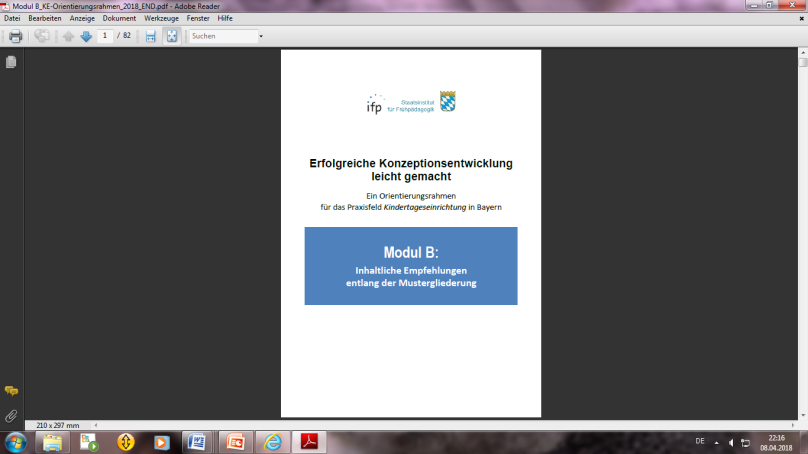 Modul B_KE-Orientierungsrahmen_2018_END.pdf - Adobe Reader
Datei Bearbeiten Anzeige Dokument Werkzeuge Fenster Hilfe
1 / 82 Suchen
ifp Staatsinstitut
für Frühpädagogik
Erfolgreiche Konzeptionsentwicklung
leicht gemacht
Ein Orientierungsrahmen
für das Praxisfeld Kindertageseinrichtung in Bayern
Modul B:
Inhaltliche Empfehlungen
entlang der Mustergliederung
210 x 297 mm
DE 22:16
08.04.2018